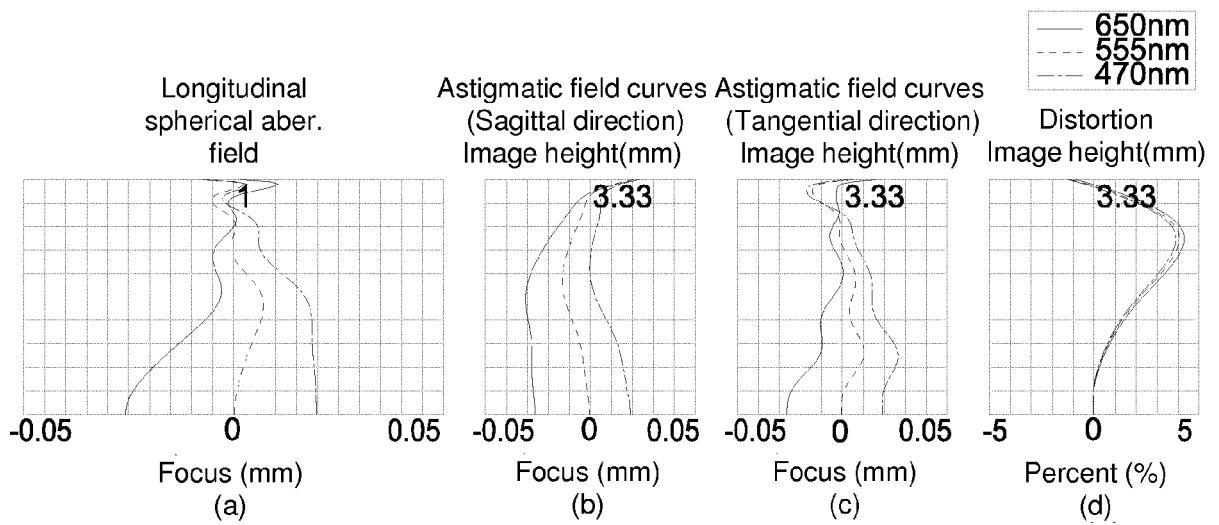 650nm
555nm
470nm
Longitudinal
spherical aber.
field
Astigmatic field curves
(Sagittal direction)
Image height(mm)
Astigmatic field curves
(Tangential direction)
Image height(mm)
Distortion
Image height(mm)
1
3.33
3.33
3.33
-0.05 0 0.05
-0.05 0 0.05
-0.05 0 0.05
-5 0 5
Focus (mm)
Focus (mm)
Focus (mm)
Percent (%)
(a)
(b)
(c)
(d)